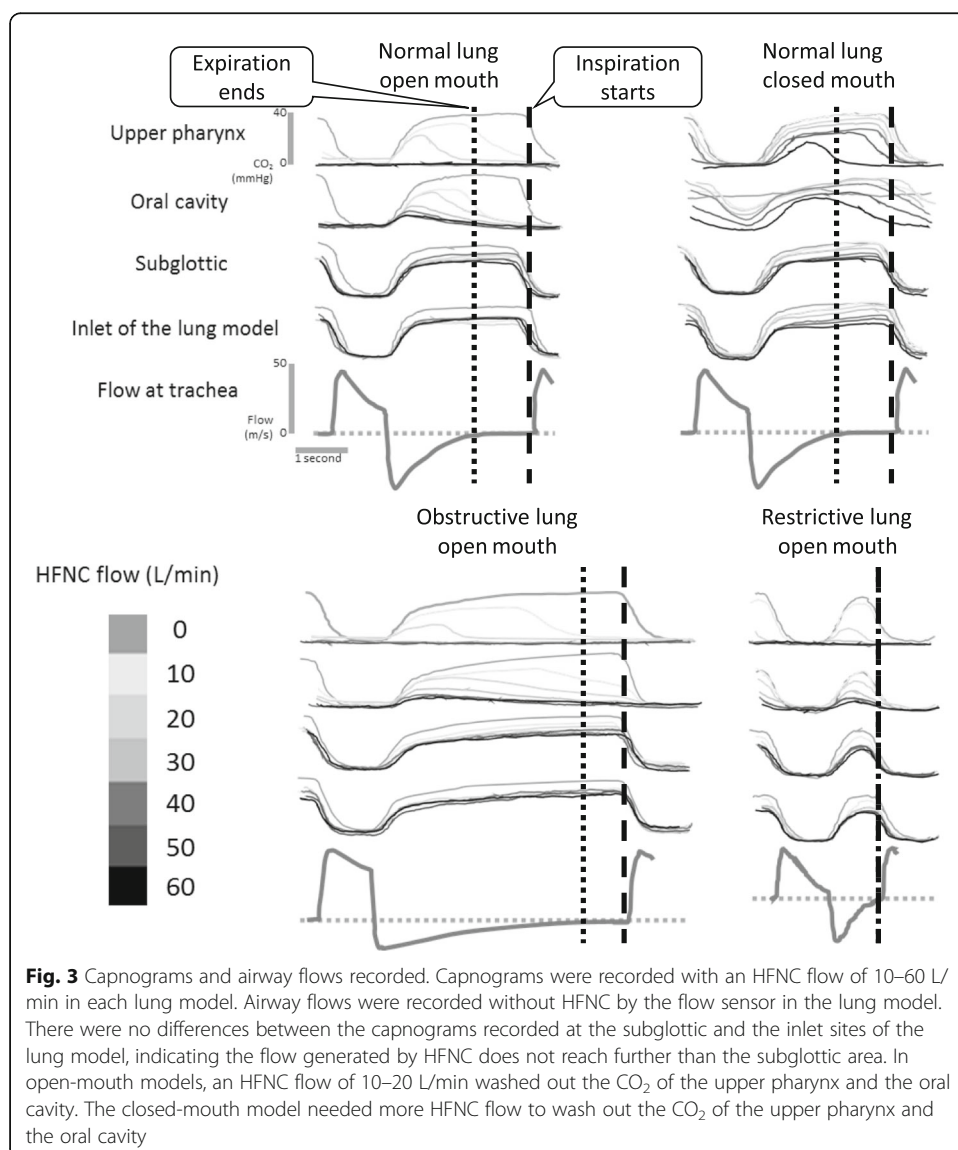 Expiration
ends
Normal lung
open mouth
Inspiration
starts
Normal lung
closed mouth
Upper pharynx
40
CO₂
0
(mmHg)
Oral cavity
Subglottic
Inlet of the lung model
Flow at trachea
50
Flow
(m/s)
0
1 second
Obstructive lung
open mouth
Restrictive lung
open mouth
HFNC flow (L/min)
0
10
20
30
40
50
60
Fig. 3 Capnograms and airway flows recorded. Capnograms were recorded with an HFNC flow of 10–60 L/
min in each lung model. Airway flows were recorded without HFNC by the flow sensor in the lung model.
There were no differences between the capnograms recorded at the subglottic and the inlet sites of the
lung model, indicating the flow generated by HFNC does not reach further than the subglottic area. In
open-mouth models, an HFNC flow of 10–20 L/min washed out the CO₂ of the upper pharynx and the oral
cavity. The closed-mouth model needed more HFNC flow to wash out the CO₂ of the upper pharynx and
the oral cavity